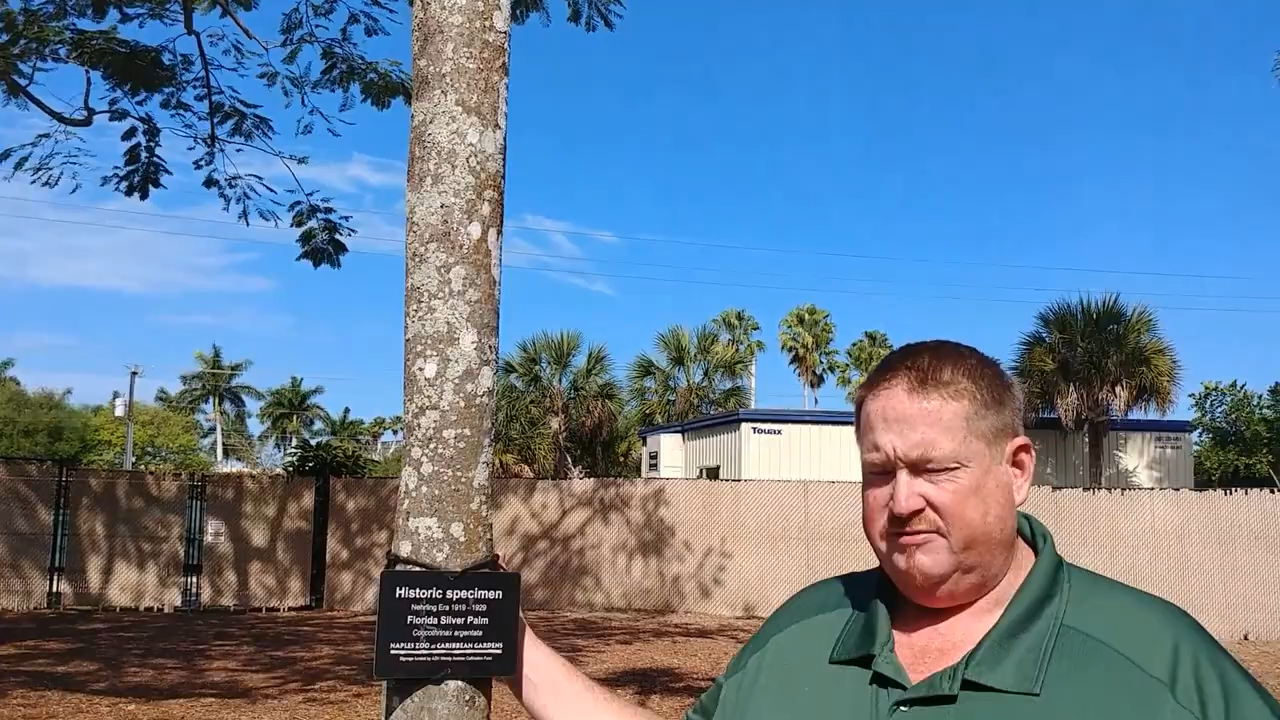 Touax
Historic specimen
Nehrling Era 1919 - 1929
Florida Silver Palm
Coccothrinax argentata
NAPLES ZOO at CARIBBEAN GARDENS